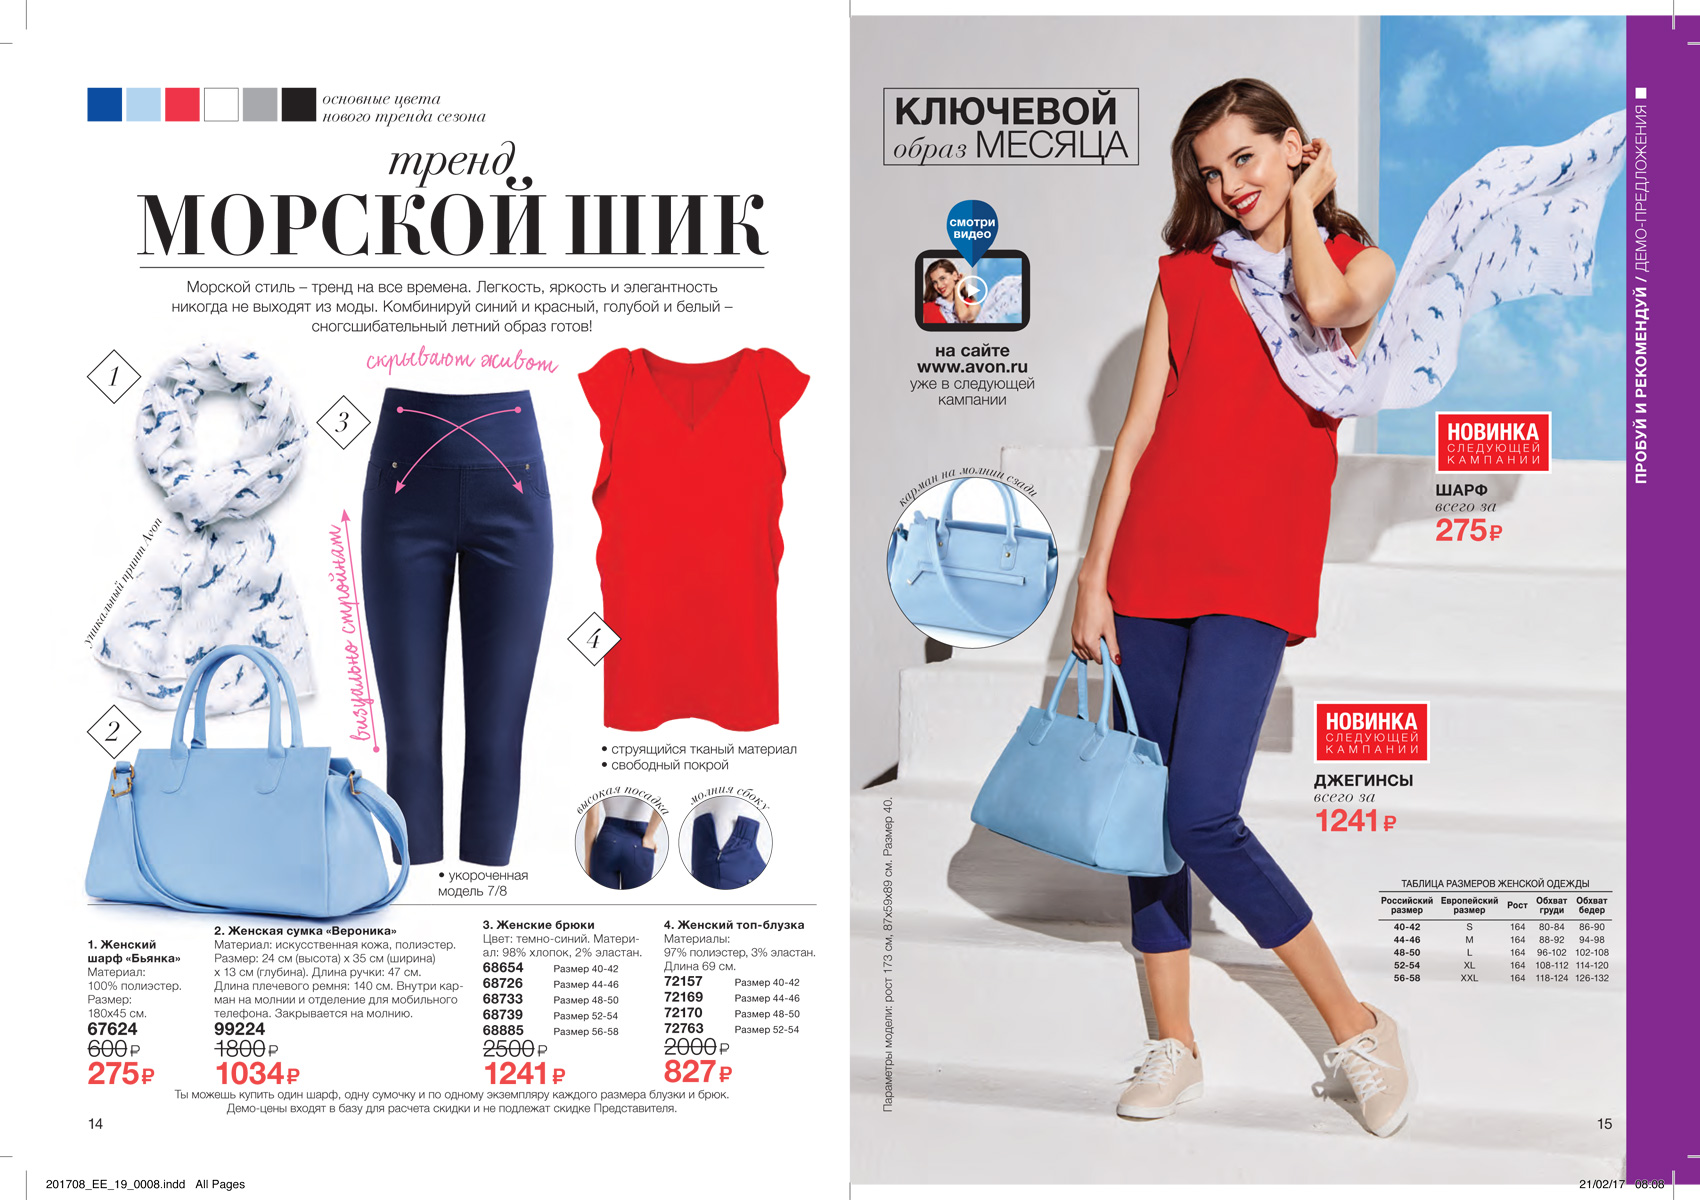 основные цвета
нового тренда сезона
тренд
МОРСКОЙ ШИК
Морской стиль – тренд на все времена. Легкость, яркость и элегантность
никогда не выходят из моды. Комбинируй синий и красный, голубой и белый –
сногсшибательный летний образ готов!
1
уникальный принт Avon
2
скрывают живот
3
визуально стройнят
4
• струящийся тканый материал
• свободный покрой
высокая посадка
молния сбоку
• укороченная
модель 7/8
1. Женский
шарф «Бьянка»
Материал:
100% полиэстер.
Размер:
180x45 см.
67624
600 ₽
275 ₽
2. Женская сумка «Вероника»
Материал: искусственная кожа, полиэстер.
Размер: 24 см (высота) x 35 см (ширина)
x 13 см (глубина). Длина ручки: 47 см.
Длина плечевого ремня: 140 см. Внутри кар-
ман на молнии и отделение для мобильного
телефона. Закрывается на молнию.
99224
1800 ₽
1034 ₽
3. Женские брюки
Цвет: темно-синий. Матери-
ал: 98% хлопок, 2% эластан.
68654 Размер 40-42
68726 Размер 44-46
68733 Размер 48-50
68739 Размер 52-54
68885 Размер 56-58
2500 ₽
1241 ₽
4. Женский топ-блузка
Материалы:
97% полиэстер, 3% эластан.
Длина 69 см.
72157 Размер 40-42
72169 Размер 44-46
72170 Размер 48-50
72763 Размер 52-54
2000 ₽
827 ₽
Ты можешь купить один шарф, одну сумочку и по одному экземпляру каждого размера блузки и брюк.
Демо-цены входят в базу для расчета скидки и не подлежат скидке Представителя.
14
КЛЮЧЕВОЙ
образ МЕСЯЦА
смотри
видео
на сайте
www.avon.ru
уже в следующей
кампании
карман на молнии сзади
НОВИНКА
СЛЕДУЮЩЕЙ
КАМПАНИИ
ШАРФ
всего за
275 ₽
НОВИНКА
СЛЕДУЮЩЕЙ
КАМПАНИИ
ДЖЕГИНСЫ
всего за
1241 ₽
ТАБЛИЦА РАЗМЕРОВ ЖЕНСКОЙ ОДЕЖДЫ
Российский размер Европейский размер Рост Обхват груди Обхват бедер
40-42 S 164 80-84 86-90
44-46 M 164 88-92 94-98
48-50 L 164 96-102 102-108
52-54 XL 164 108-112 114-120
56-58 XXL 164 118-124 126-132
Параметры модели: рост 173 см, 87x59x89 см. Размер 40.
ПРОБУЙ И РЕКОМЕНДУЙ / ДЕМО-ПРЕДЛОЖЕНИЯ
15
201708_EE_19_0008.indd All Pages
21/02/17 08:08